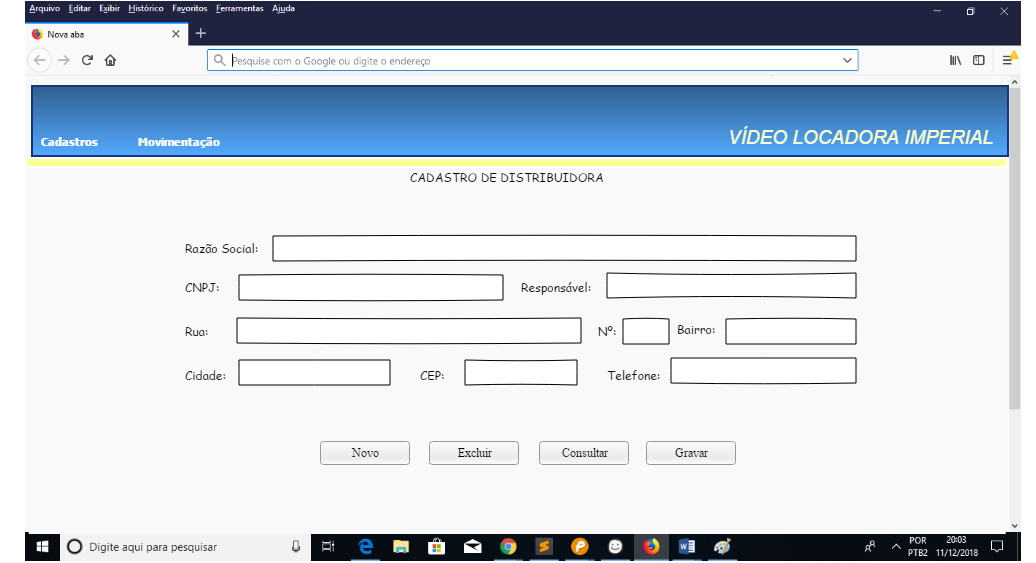 Arquivo Editar Exibir Histórico Favoritos Ferramentas Ajuda
Nova aba
Pesquise com o Google ou digite o endereço
Cadastros Movimentação VÍDEO LOCADORA IMPERIAL
CADASTRO DE DISTRIBUIDORA
Razão Social:
CNPJ: Responsável:
Rua: Nº: Bairro:
Cidade: CEP: Telefone:
Novo Excluir Consultar Gravar
Digite aqui para pesquisar
POR 20:03
PTB2 11/12/2018